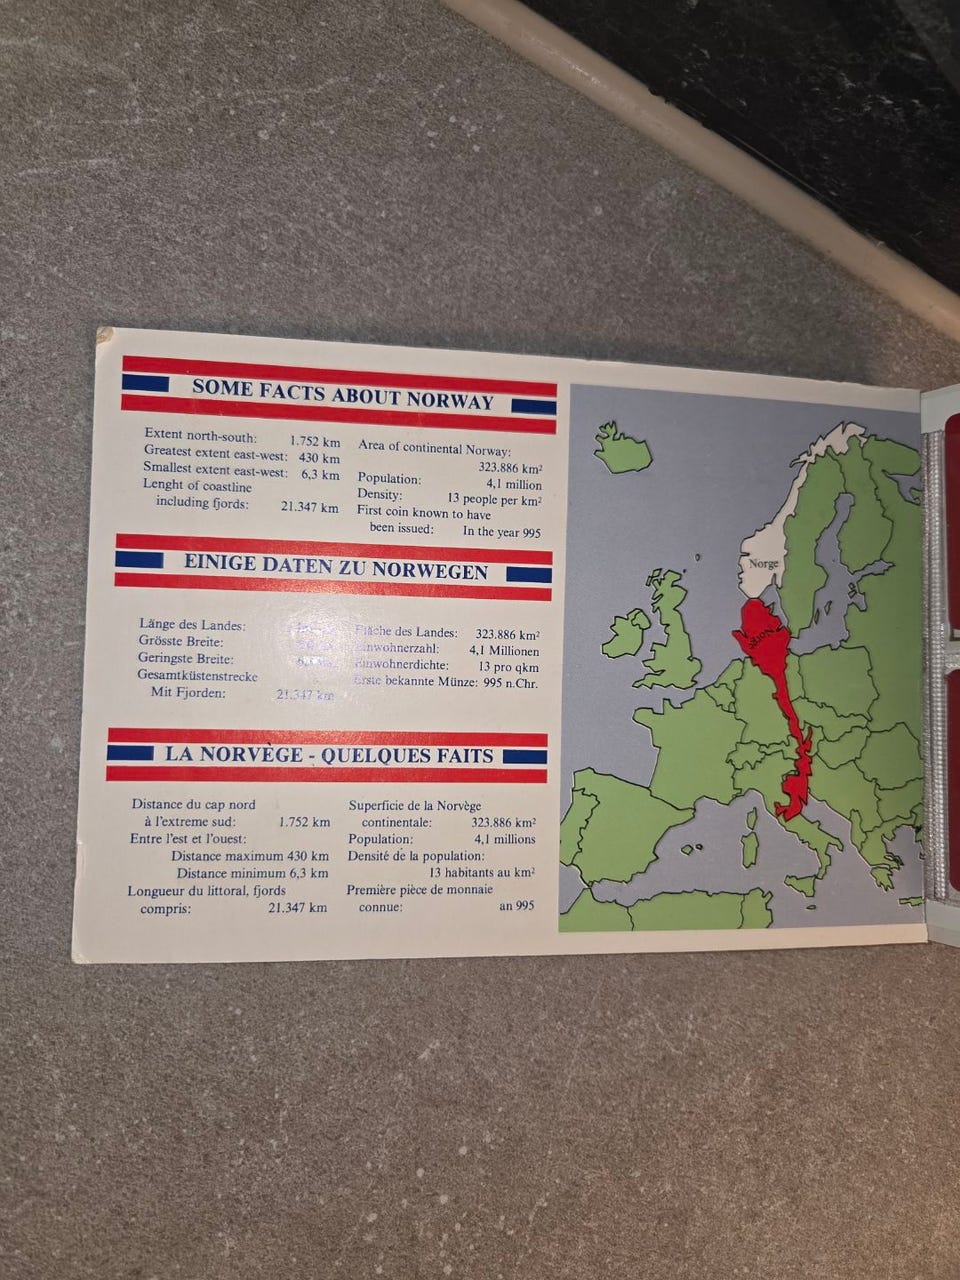 SOME FACTS ABOUT NORWAY
Extent north-south: 1.752 km
Greatest extent east-west: 430 km
Smallest extent east-west: 6,3 km
Lenght of coastline
including fjords: 21.347 km
Area of continental Norway:
323.886 km²
Population: 4,1 million
Density: 13 people per km²
First coin known to have
been issued: In the year 995
EINIGE DATEN ZU NORWEGEN
Länge des Landes:
Grösste Breite:
Geringste Breite:
Gesamtküstenstrecke
Mit Fjorden: 21.347 km
Fläche des Landes: 323.886 km²
Einwohnerzahl: 4,1 Millionen
Einwohnerdichte: 13 pro qkm
Erste bekannte Münze: 995 n.Chr.
LA NORVÈGE - QUELQUES FAITS
Distance du cap nord
à l'extreme sud: 1.752 km
Entre l'est et l'ouest:
Distance maximum 430 km
Distance minimum 6,3 km
Longueur du littoral, fjords
compris: 21.347 km
Superficie de la Norvège
continentale: 323.886 km²
Population: 4,1 millions
Densité de la population:
13 habitants au km²
Première pièce de monnaie
connue: an 995
Norge
Norge